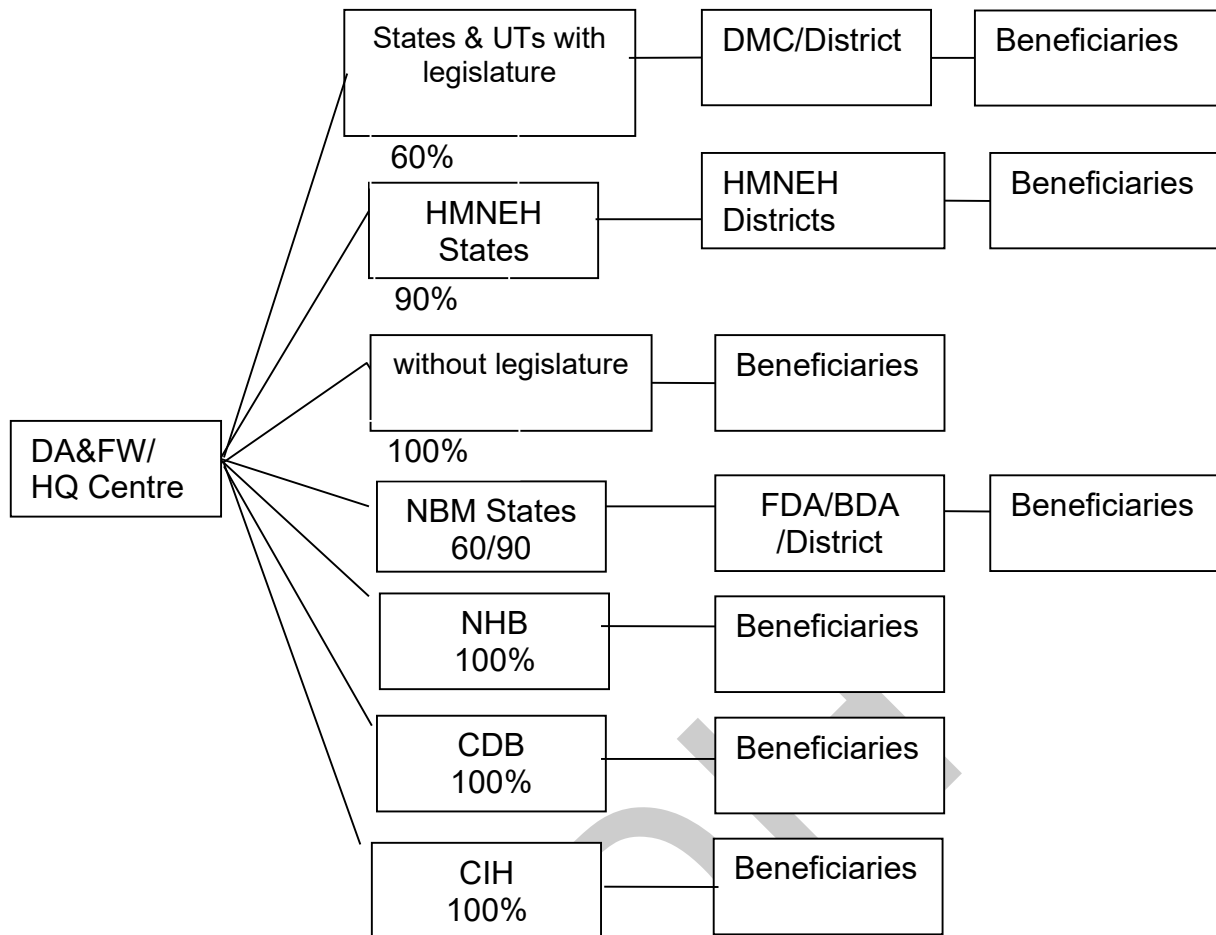 States & UTs with
legislature
DMC/District
Beneficiaries
60%
HMNEH
States
HMNEH
Districts
Beneficiaries
90%
without legislature
Beneficiaries
100%
DA&FW/
HQ Centre
NBM States
60/90
FDA/BDA
/District
Beneficiaries
NHB
100%
Beneficiaries
CDB
100%
Beneficiaries
CIH
100%
Beneficiaries